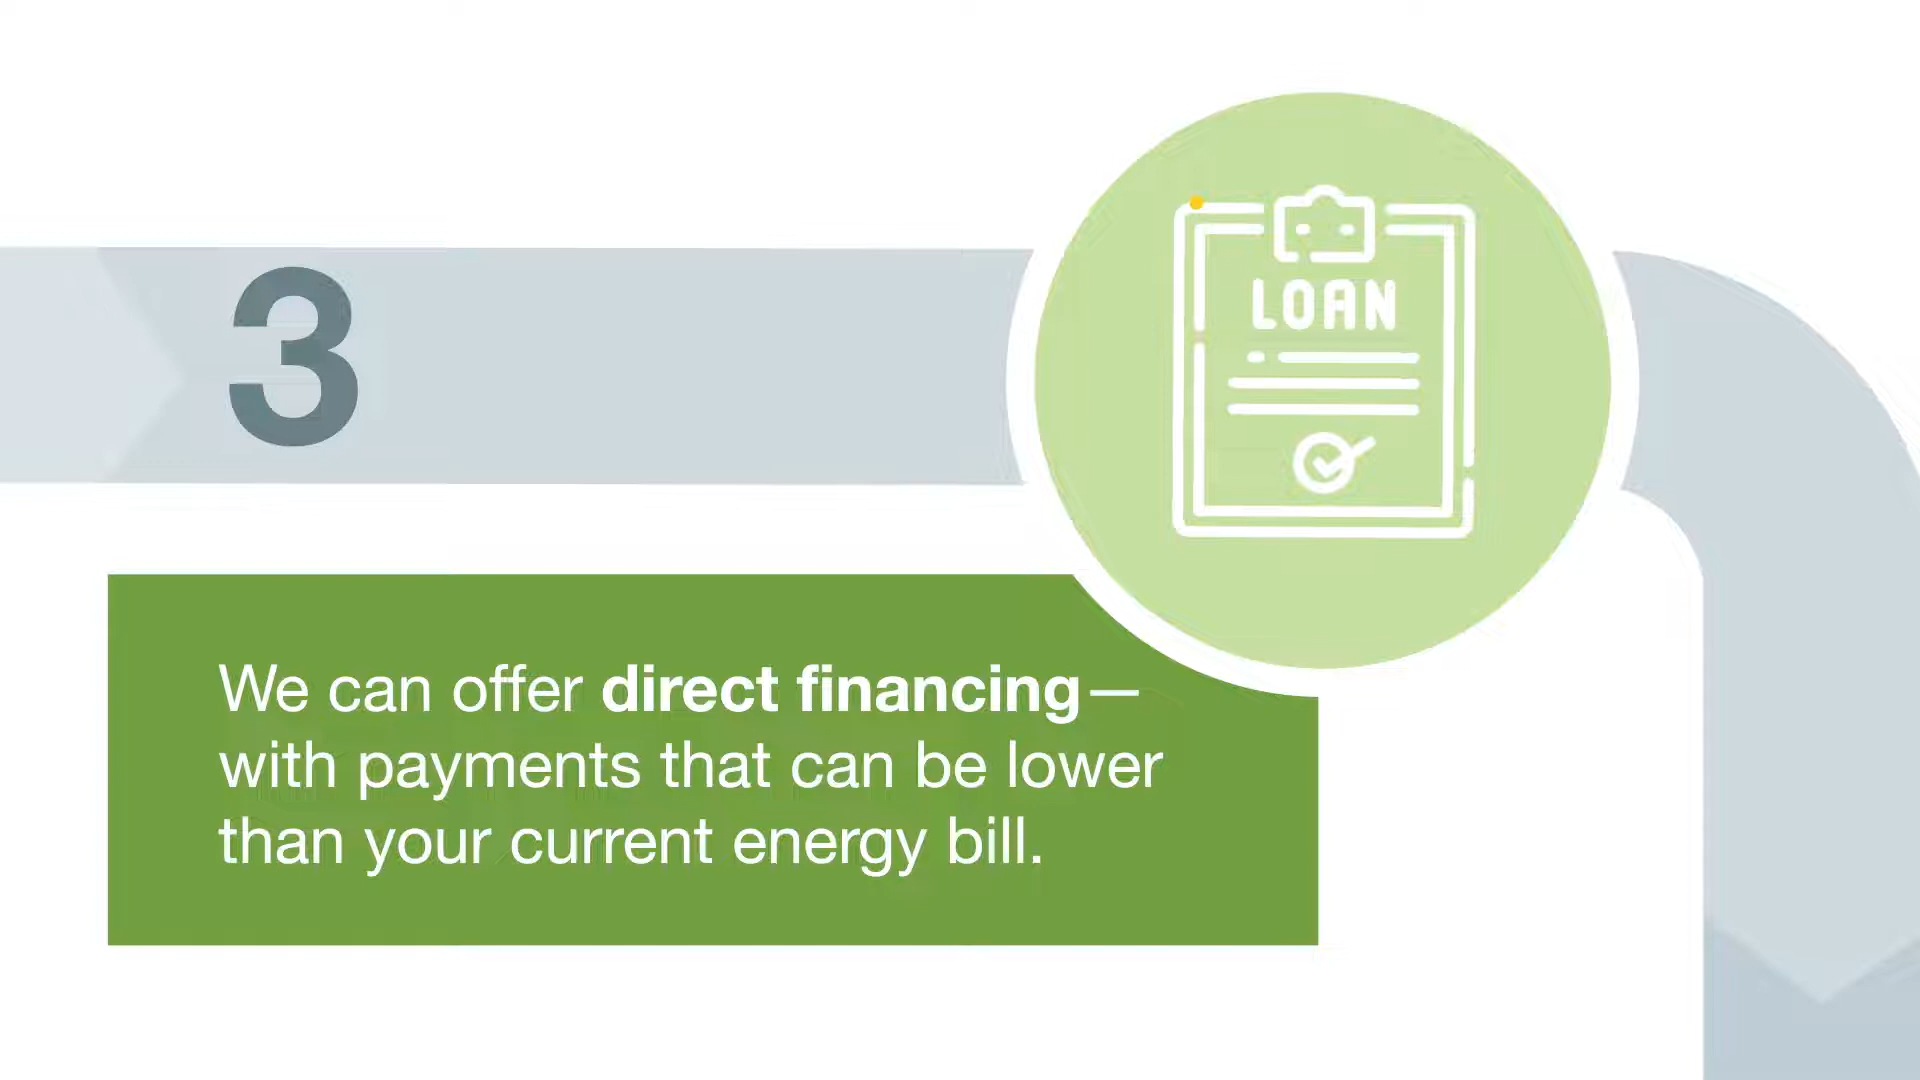 3
LOAN
We can offer direct financing—
with payments that can be lower
than your current energy bill.